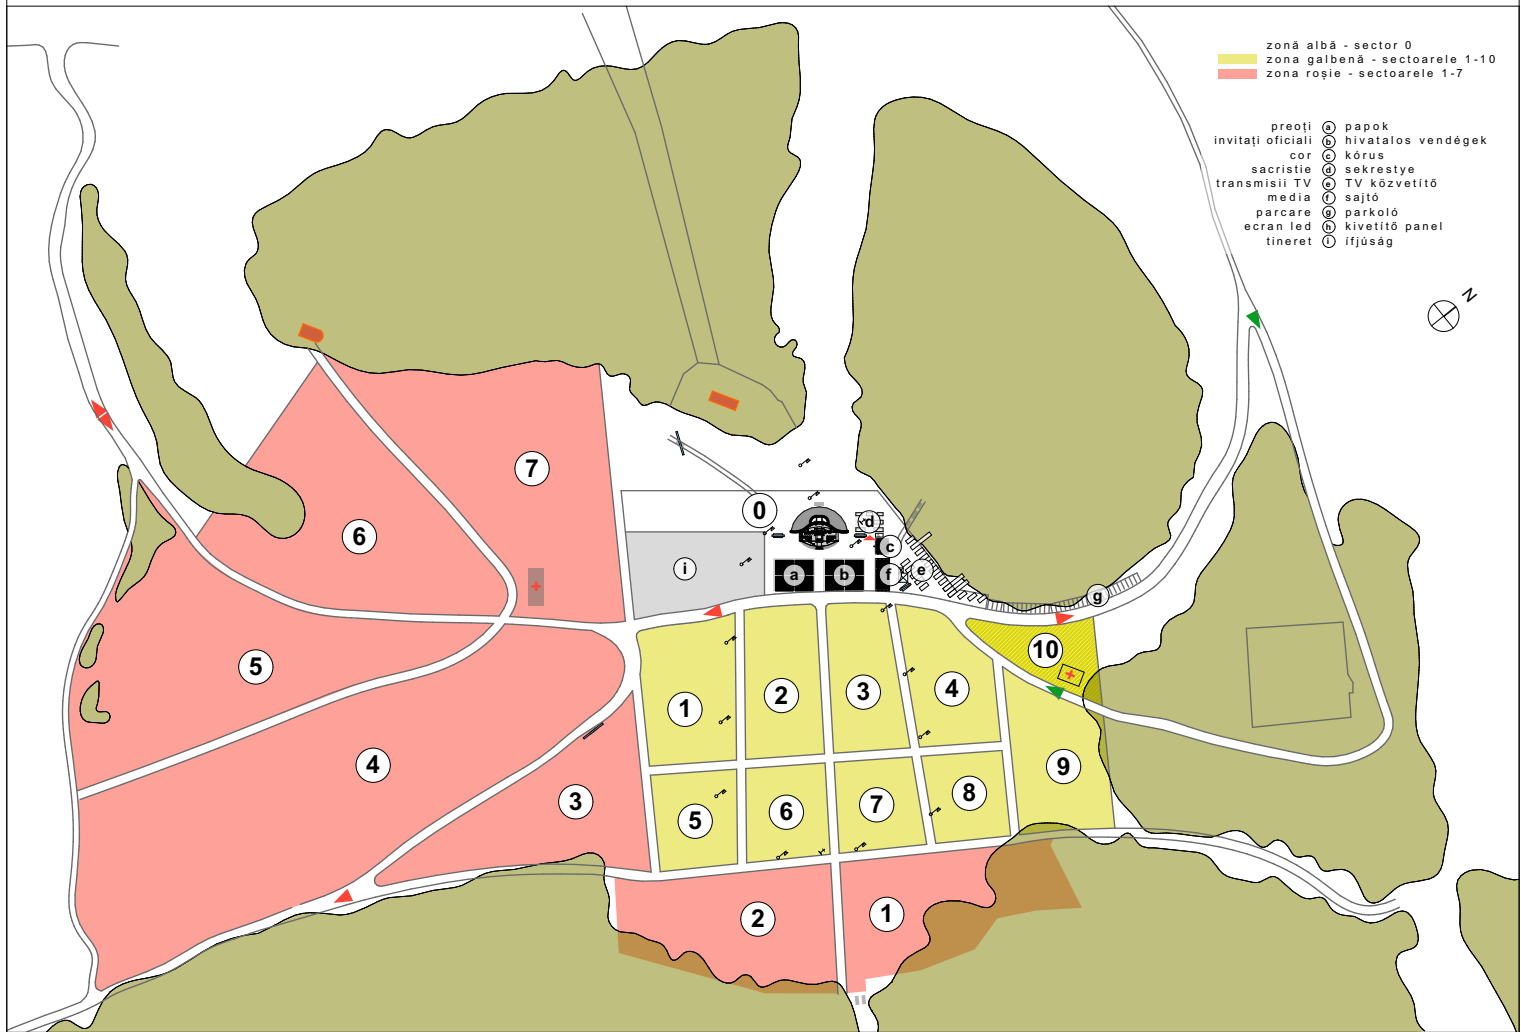 zonă albă - sector 0
zona galbenă - sectoarele 1-10
zona roșie - sectoarele 1-7
preoți a papok
invitați oficiali b hivatalos vendégek
cor c kórus
sacristie d sekrestye
transmisii TV e TV közvetítő
media f sajtó
parcare g parkoló
ecran led h kivetítő panel
tineret i ifjúság
N
7
0
6
d
c
i
a
b
f
e
g
10
5
1
2
3
4
4
9
3
5
6
7
8
2
1